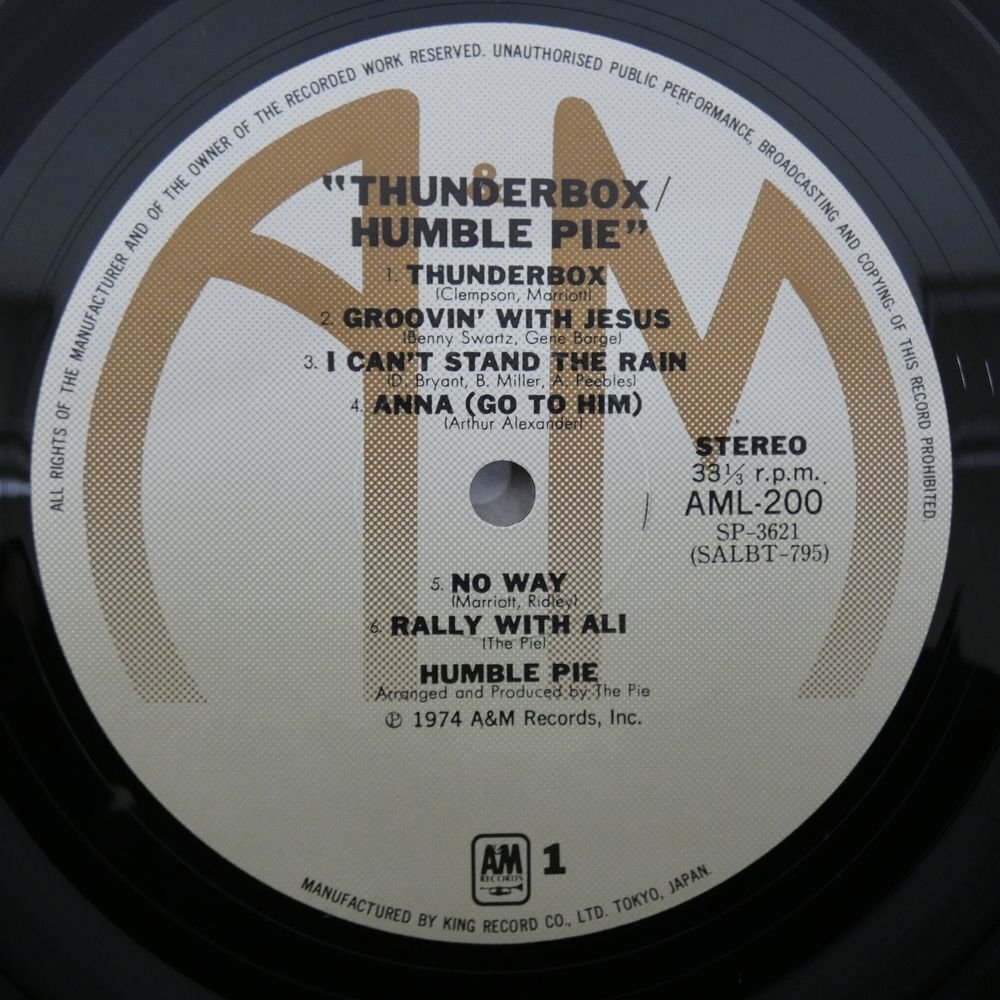 ALL RIGHTS OF THE MANUFACTURER AND OF THE OWNER OF THE RECORDED WORK RESERVED. UNAUTHORISED PUBLIC PERFORMANCE, BROADCASTING AND COPYING OF THIS RECORD PROHIBITED.
&
"THUNDERBOX/
HUMBLE PIE"
1. THUNDERBOX
(Clempson, Marriott)
2. GROOVIN' WITH JESUS
(Benny Swartz, Gene Barge)
3. I CAN'T STAND THE RAIN
(D. Bryant, B. Miller, A. Peebles)
4. ANNA (GO TO HIM)
(Arthur Alexander)
STEREO
33⅓ r.p.m.
AML-200
SP-3621
(SALBT-795)
5. NO WAY
(Marriott, Ridley)
6. RALLY WITH ALI
(The Pie)
HUMBLE PIE
Arranged and Produced by The Pie
℗ 1974 A&M Records, Inc.
A&M
RECORDS
1
MANUFACTURED BY KING RECORD CO., LTD. TOKYO, JAPAN.